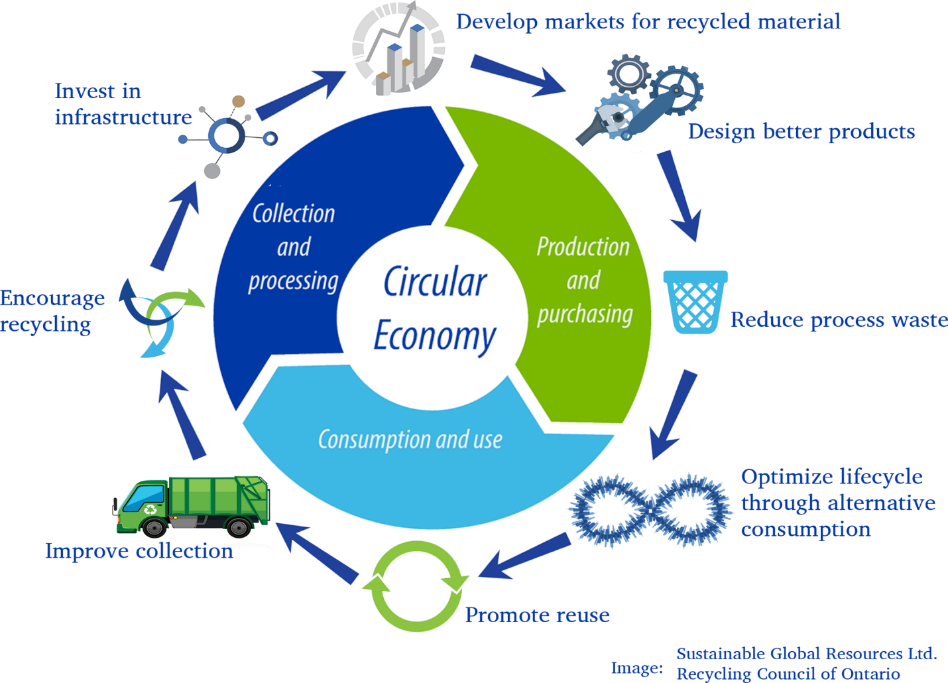 Develop markets for recycled material
Design better products
Reduce process waste
Optimize lifecycle
through alternative
consumption
Promote reuse
Improve collection
Encourage
recycling
Invest in
infrastructure
Collection
and
processing
Production
and
purchasing
Consumption and use
Circular
Economy
Image:
Sustainable Global Resources Ltd.
Recycling Council of Ontario